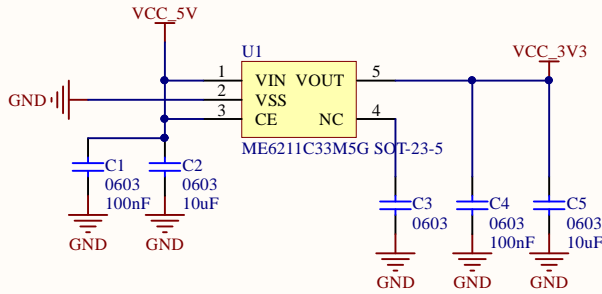 VCC_5V
U1
VCC_3V3
1
VIN
VOUT
5
GND
2
VSS
3
CE
NC
4
ME6211C33M5G SOT-23-5
C1
0603
100nF
GND
C2
0603
10uF
GND
C3
0603
GND
C4
0603
100nF
GND
C5
0603
10uF
GND